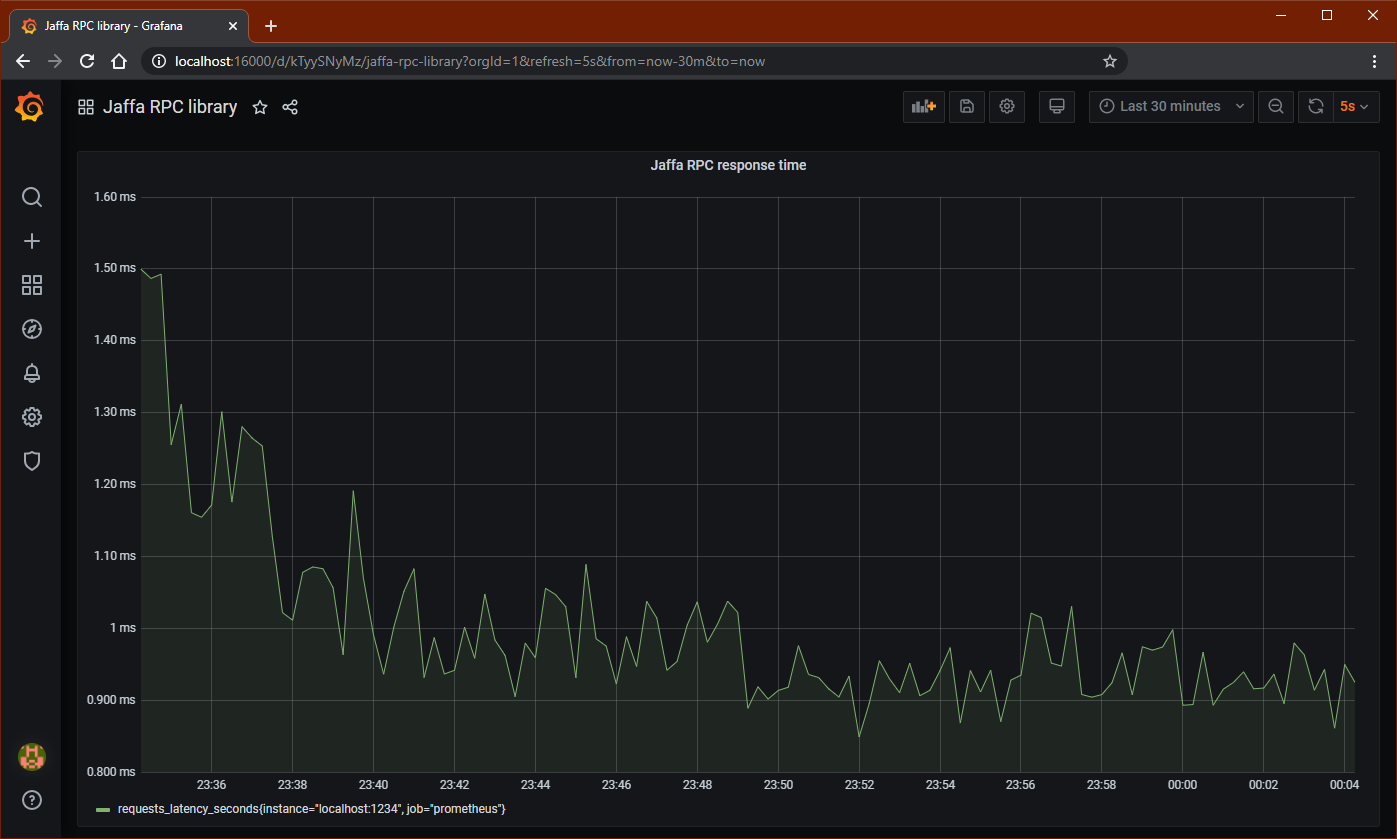 Jaffa RPC library - Grafana
localhost:16000/d/kTyySNyMz/jaffa-rpc-library?orgId=1&refresh=5s&from=now-30m&to=now
Jaffa RPC library
Last 30 minutes
5s
Jaffa RPC response time
1.60 ms
1.50 ms
1.40 ms
1.30 ms
1.20 ms
1.10 ms
1 ms
0.900 ms
0.800 ms
23:36 23:38 23:40 23:42 23:44 23:46 23:48 23:50 23:52 23:54 23:56 23:58 00:00 00:02 00:04
requests_latency_seconds{instance="localhost:1234", job="prometheus"}